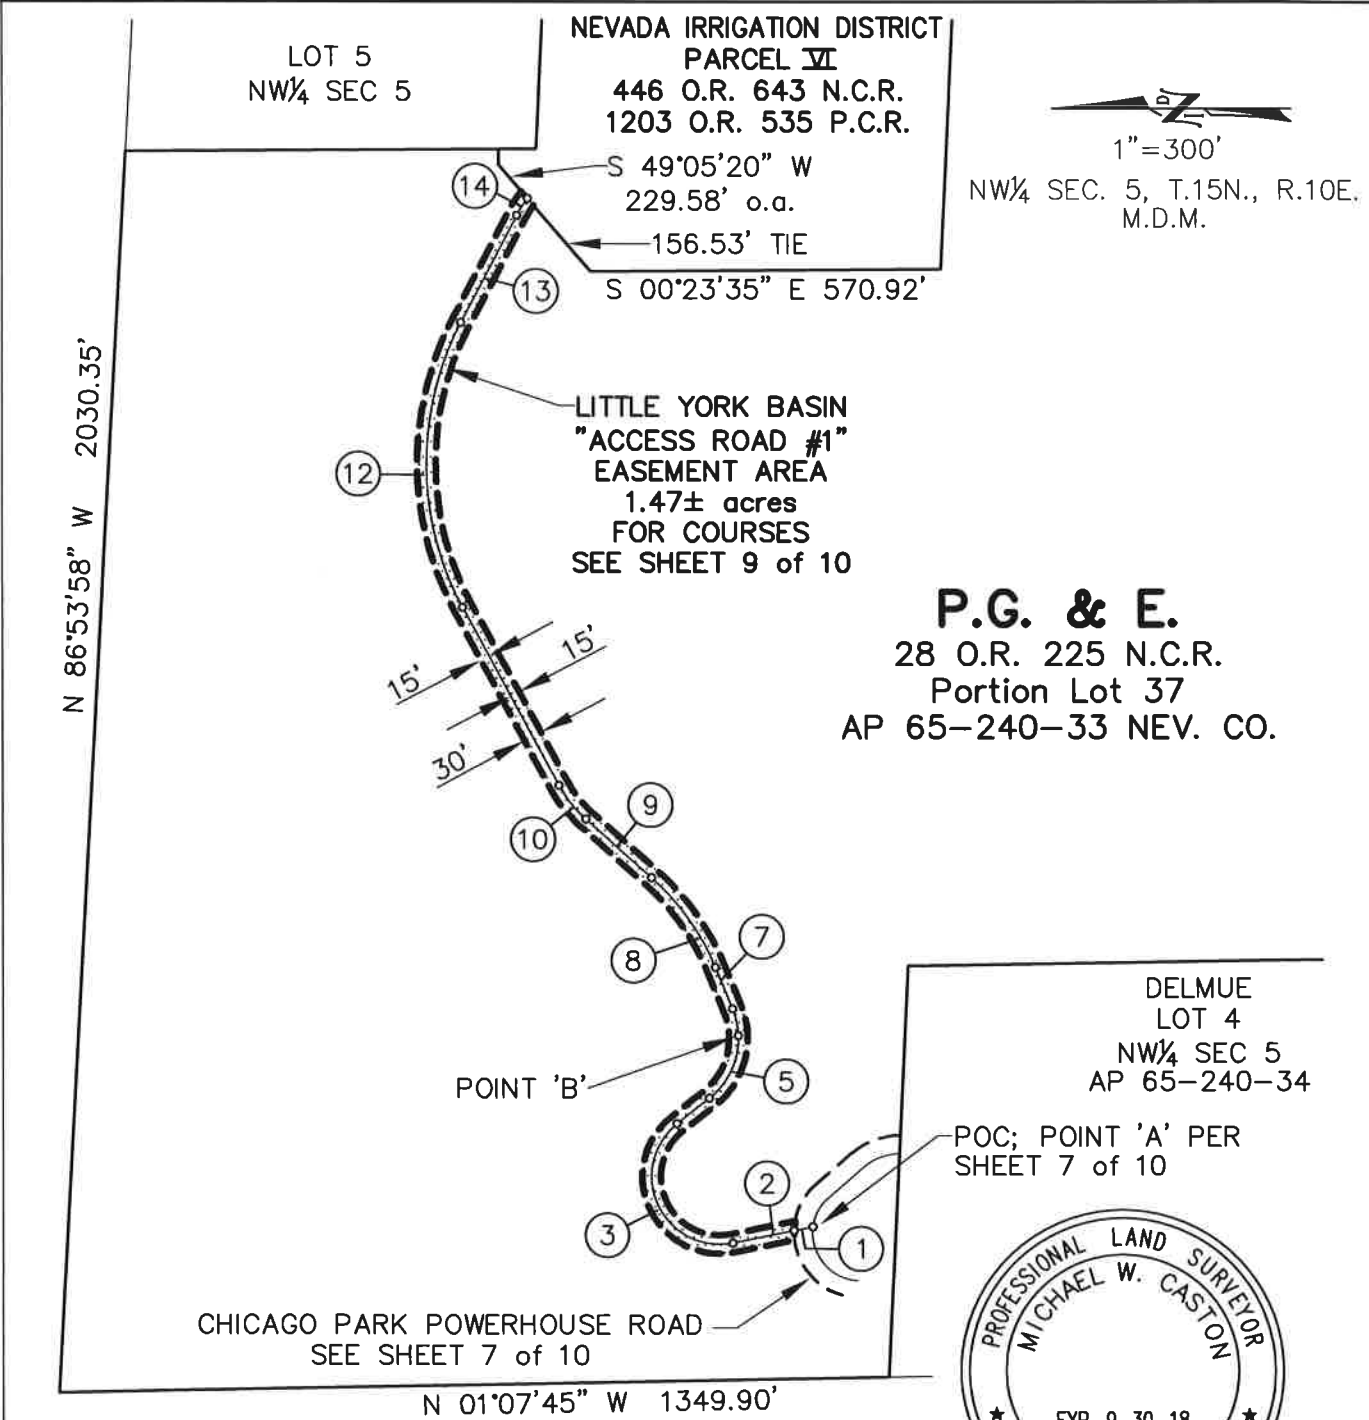 LOT 5
NW¼ SEC 5
NEVADA IRRIGATION DISTRICT
PARCEL VI
446 O.R. 643 N.C.R.
1203 O.R. 535 P.C.R.
S 49°05'20" W
229.58' o.a.
156.53' TIE
S 00°23'35" E 570.92'
1"=300'
NW¼ SEC. 5, T.15N., R.10E.
M.D.M.
14
13
N 86°53'58" W 2030.35'
12
LITTLE YORK BASIN
"ACCESS ROAD #1"
EASEMENT AREA
1.47± acres
FOR COURSES
SEE SHEET 9 of 10
P.G. & E.
28 O.R. 225 N.C.R.
Portion Lot 37
AP 65-240-33 NEV. CO.
15'
15'
30'
9
10
7
8
POINT 'B'
5
DELMUE
LOT 4
NW¼ SEC 5
AP 65-240-34
POC; POINT 'A' PER
SHEET 7 of 10
2
3
1
CHICAGO PARK POWERHOUSE ROAD
SEE SHEET 7 of 10
N 01°07'45" W 1349.90'
PROFESSIONAL LAND SURVEYOR
MICHAEL W. CASTON
EXP. 9-30-18